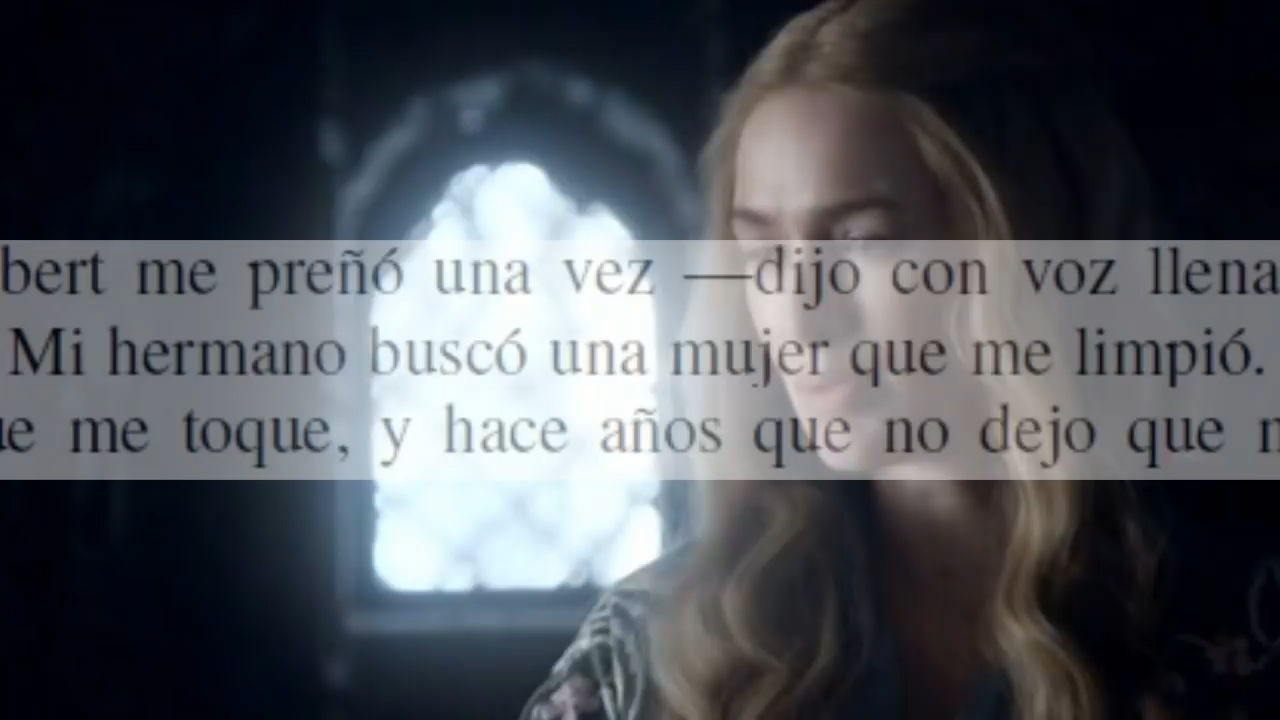 bert me preñó una vez —dijo con voz llena
Mi hermano buscó una mujer que me limpió.
ue me toque, y hace años que no dejo que